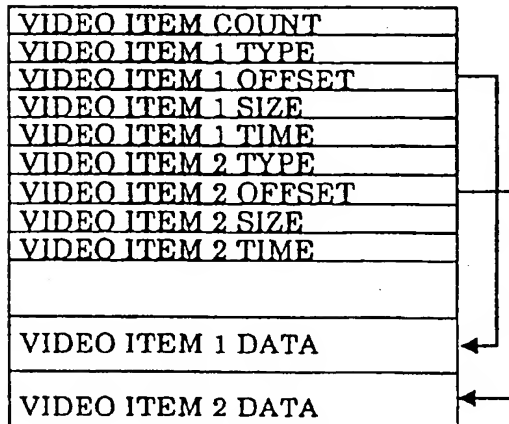 VIDEO ITEM COUNT
VIDEO ITEM 1 TYPE
VIDEO ITEM 1 OFFSET
VIDEO ITEM 1 SIZE
VIDEO ITEM 1 TIME
VIDEO ITEM 2 TYPE
VIDEO ITEM 2 OFFSET
VIDEO ITEM 2 SIZE
VIDEO ITEM 2 TIME
VIDEO ITEM 1 DATA
VIDEO ITEM 2 DATA